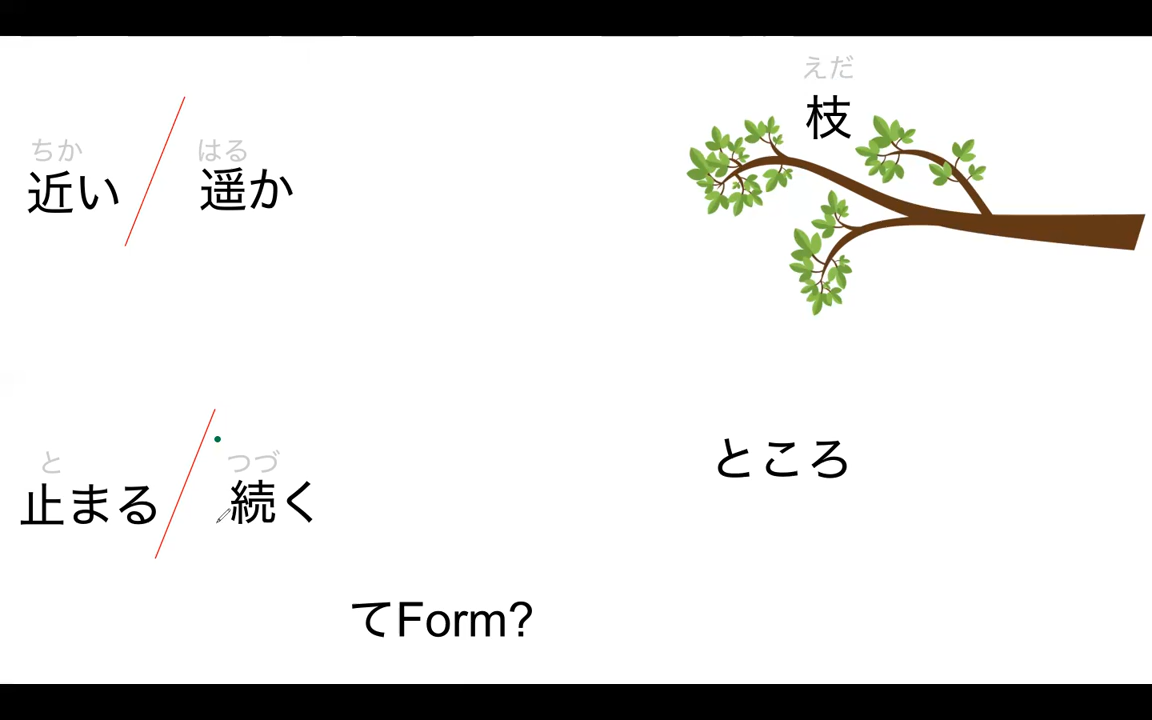 えだ
枝
ちか はる
近い 遥か
ところ
と つづ
止まる 続く
てForm?